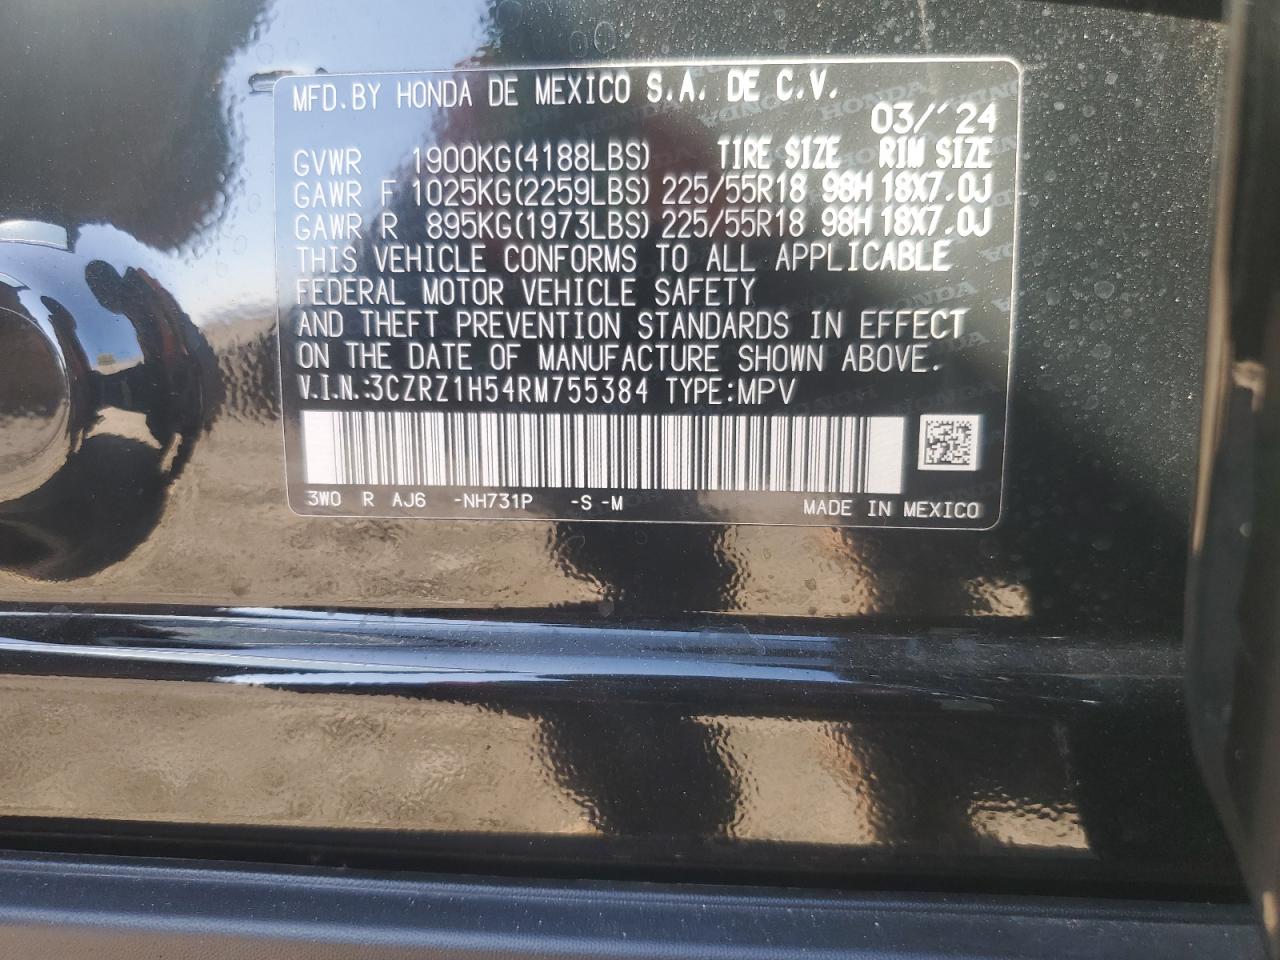 MFD.BY HONDA DE MEXICO S.A. DE C.V.
03/'24
GVWR 1900KG(4188LBS) TIRE SIZE RIM SIZE
GAWR F 1025KG(2259LBS) 225/55R18 98H 18X7.0J
GAWR R 895KG(1973LBS) 225/55R18 98H 18X7.0J
THIS VEHICLE CONFORMS TO ALL APPLICABLE
FEDERAL MOTOR VEHICLE SAFETY
AND THEFT PREVENTION STANDARDS IN EFFECT
ON THE DATE OF MANUFACTURE SHOWN ABOVE.
V.I.N.:3CZRZ1H54RM755384 TYPE:MPV
3W0 R AJ6 -NH731P -S -M MADE IN MEXICO